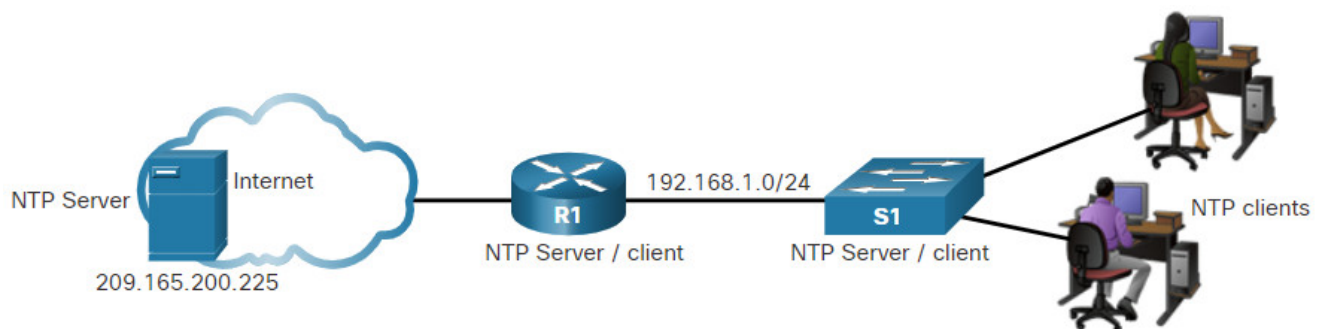 NTP Server
Internet
209.165.200.225
R1
NTP Server / client
192.168.1.0/24
S1
NTP Server / client
NTP clients